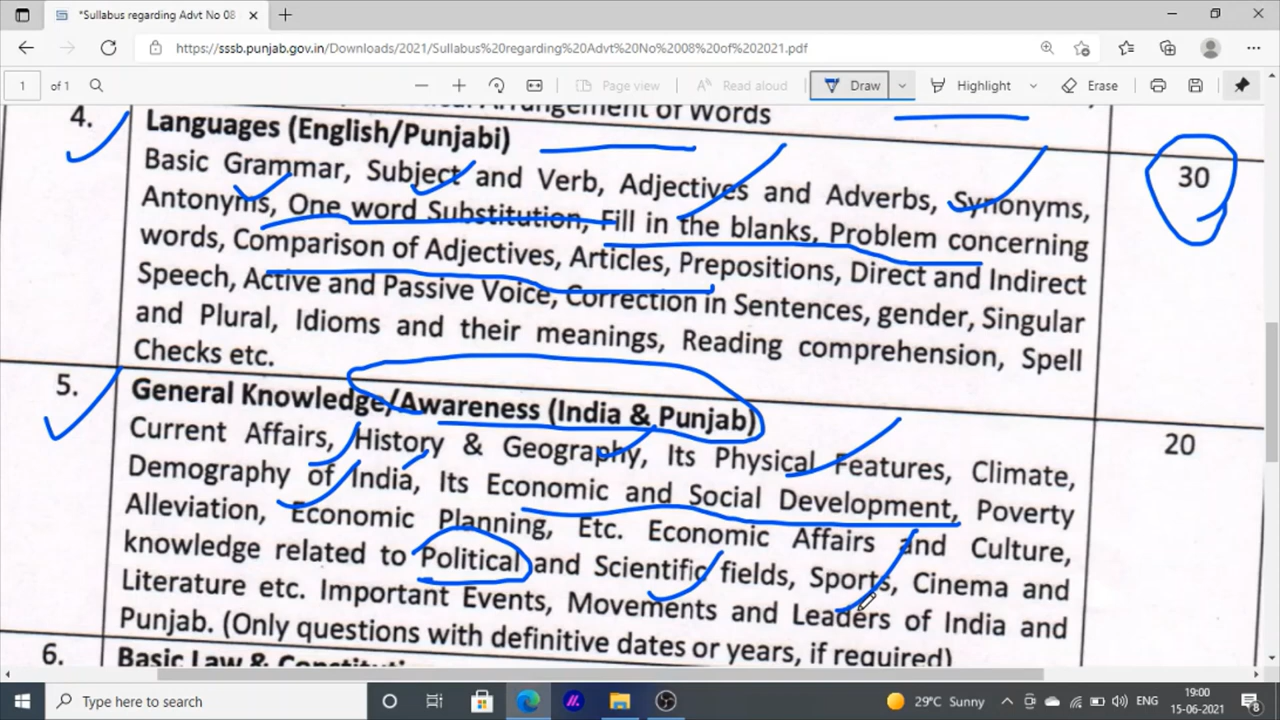 *Sullabus regarding Advt No 08
https://sssb.punjab.gov.in/Downloads/2021/Sullabus%20regarding%20Advt%20No%2008%20of%202021.pdf
1 of 1
Page view
Read aloud
Draw
Highlight
Erase
Arrangement of Words
4.
Languages (English/Punjabi)
30
Basic Grammar, Subject and Verb, Adjectives and Adverbs, Synonyms,
Antonyms, One word Substitution, Fill in the blanks, Problem concerning
words, Comparison of Adjectives, Articles, Prepositions, Direct and Indirect
Speech, Active and Passive Voice, Correction in Sentences, gender, Singular
and Plural, Idioms and their meanings, Reading comprehension, Spell
Checks etc.
5.
General Knowledge/Awareness (India & Punjab)
20
Current Affairs, History & Geography, Its Physical Features, Climate,
Demography of India, Its Economic and Social Development, Poverty
Alleviation, Economic Planning, Etc. Economic Affairs and Culture,
knowledge related to Political and Scientific fields, Sports, Cinema and
Literature etc. Important Events, Movements and Leaders of India and
Punjab. (Only questions with definitive dates or years, if required)
6.
Basic Law &
Type here to search
29°C Sunny
ENG
19:00
15-06-2021
8